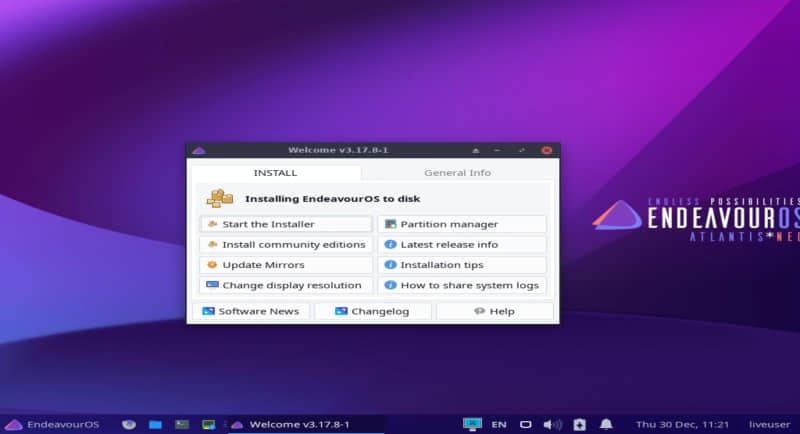 Welcome v3.17.8-1
INSTALL
General Info
Installing EndeavourOS to disk
Start the Installer
Partition manager
Install community editions
Latest release info
Update Mirrors
Installation tips
Change display resolution
How to share system logs
Software News
Changelog
Help
ENDLESS POSSIBILITIES
ENDEAVOUROS
ATLANTIS*NEO
EndeavourOS
Welcome v3.17.8-1
EN
Thu 30 Dec, 11:21
liveuser